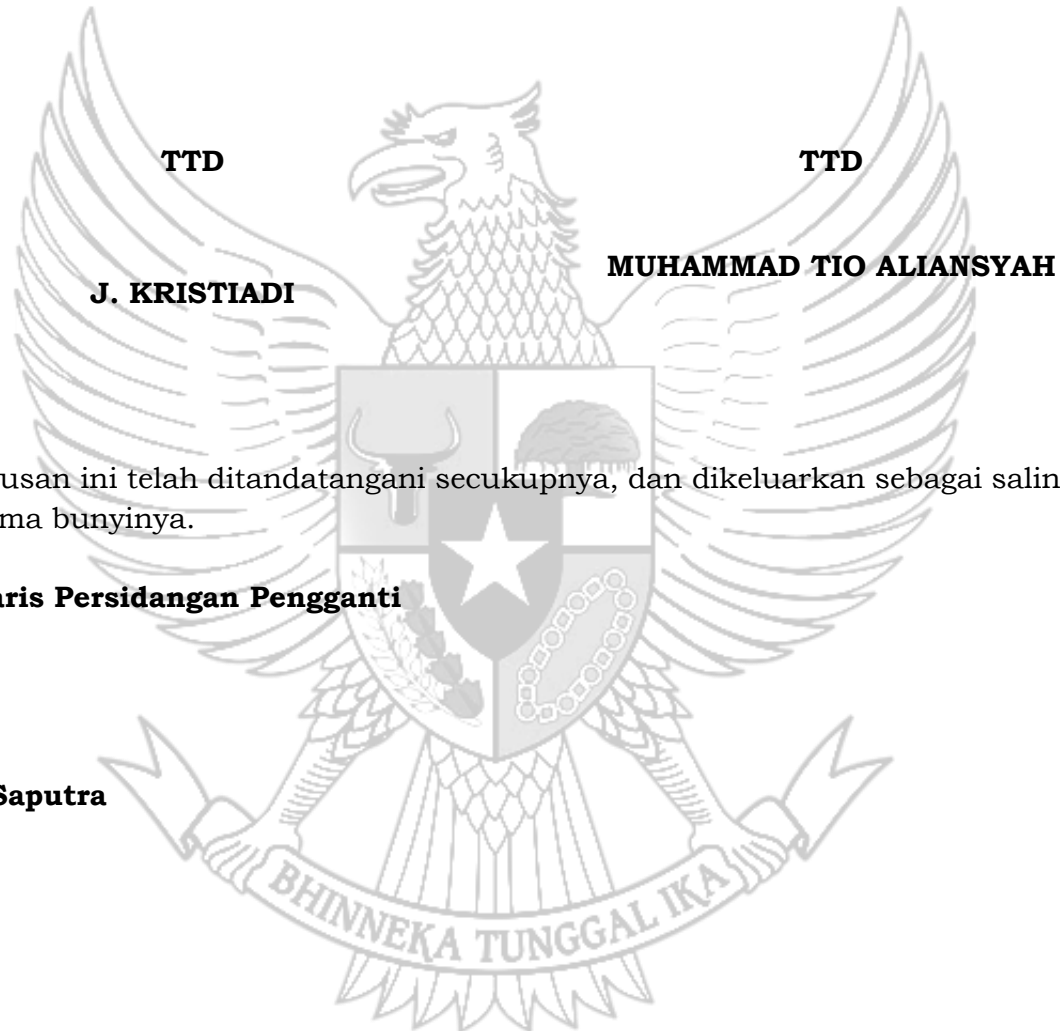 TTD TTD
MUHAMMAD TIO ALIANSYAH
J. KRISTIADI
usan ini telah ditandatangani secukupnya, dan dikeluarkan sebagai salin
ma bunyinya.
aris Persidangan Pengganti
Saputra
BHINNEKA TUNGGAL IKA